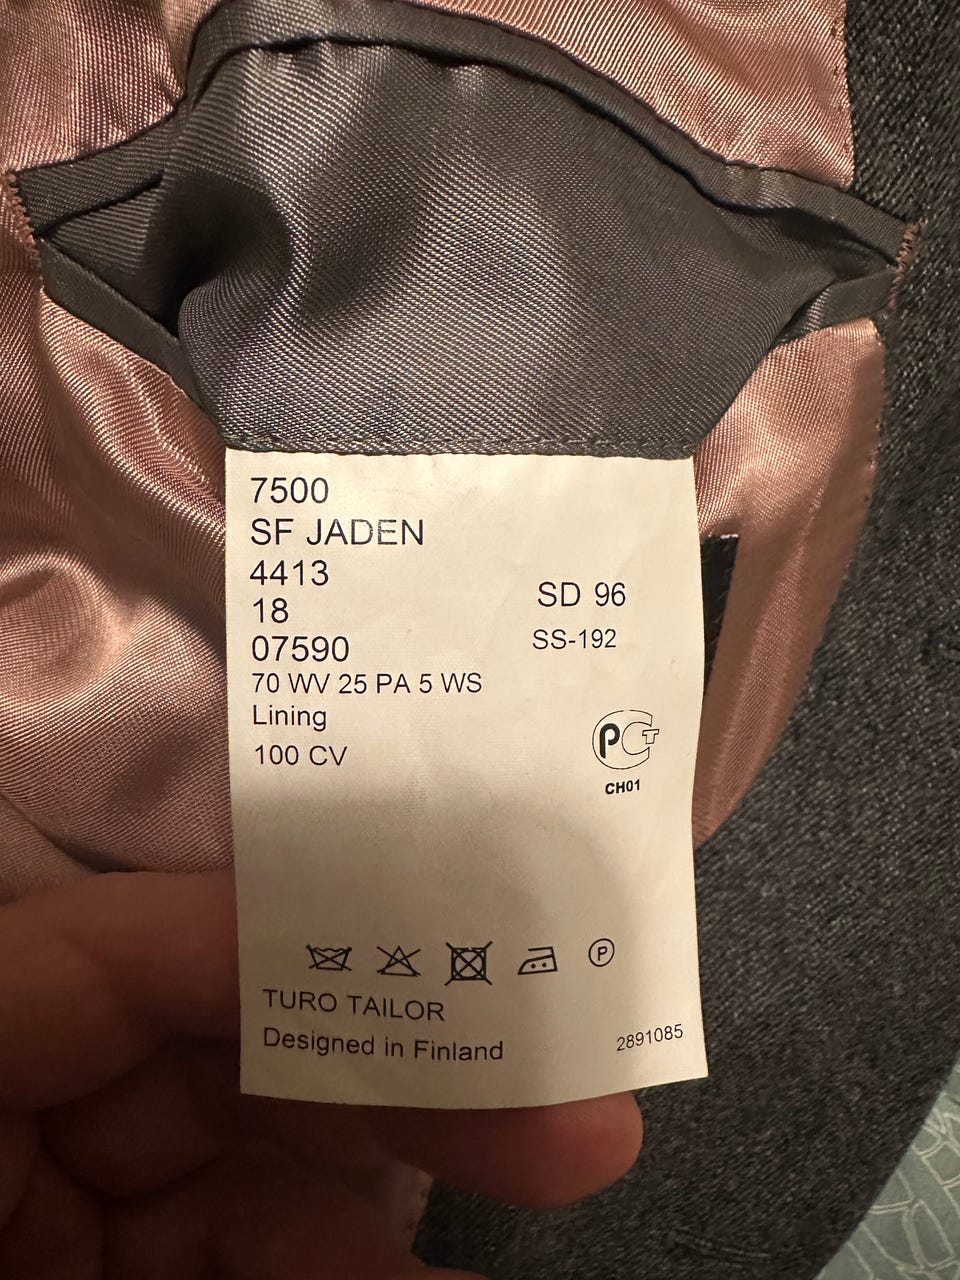 7500
SF JADEN
4413
18
07590
70 WV 25 PA 5 WS
Lining
100 CV
SD 96
SS-192
РСТ
CH01
P
TURO TAILOR
Designed in Finland
2891085